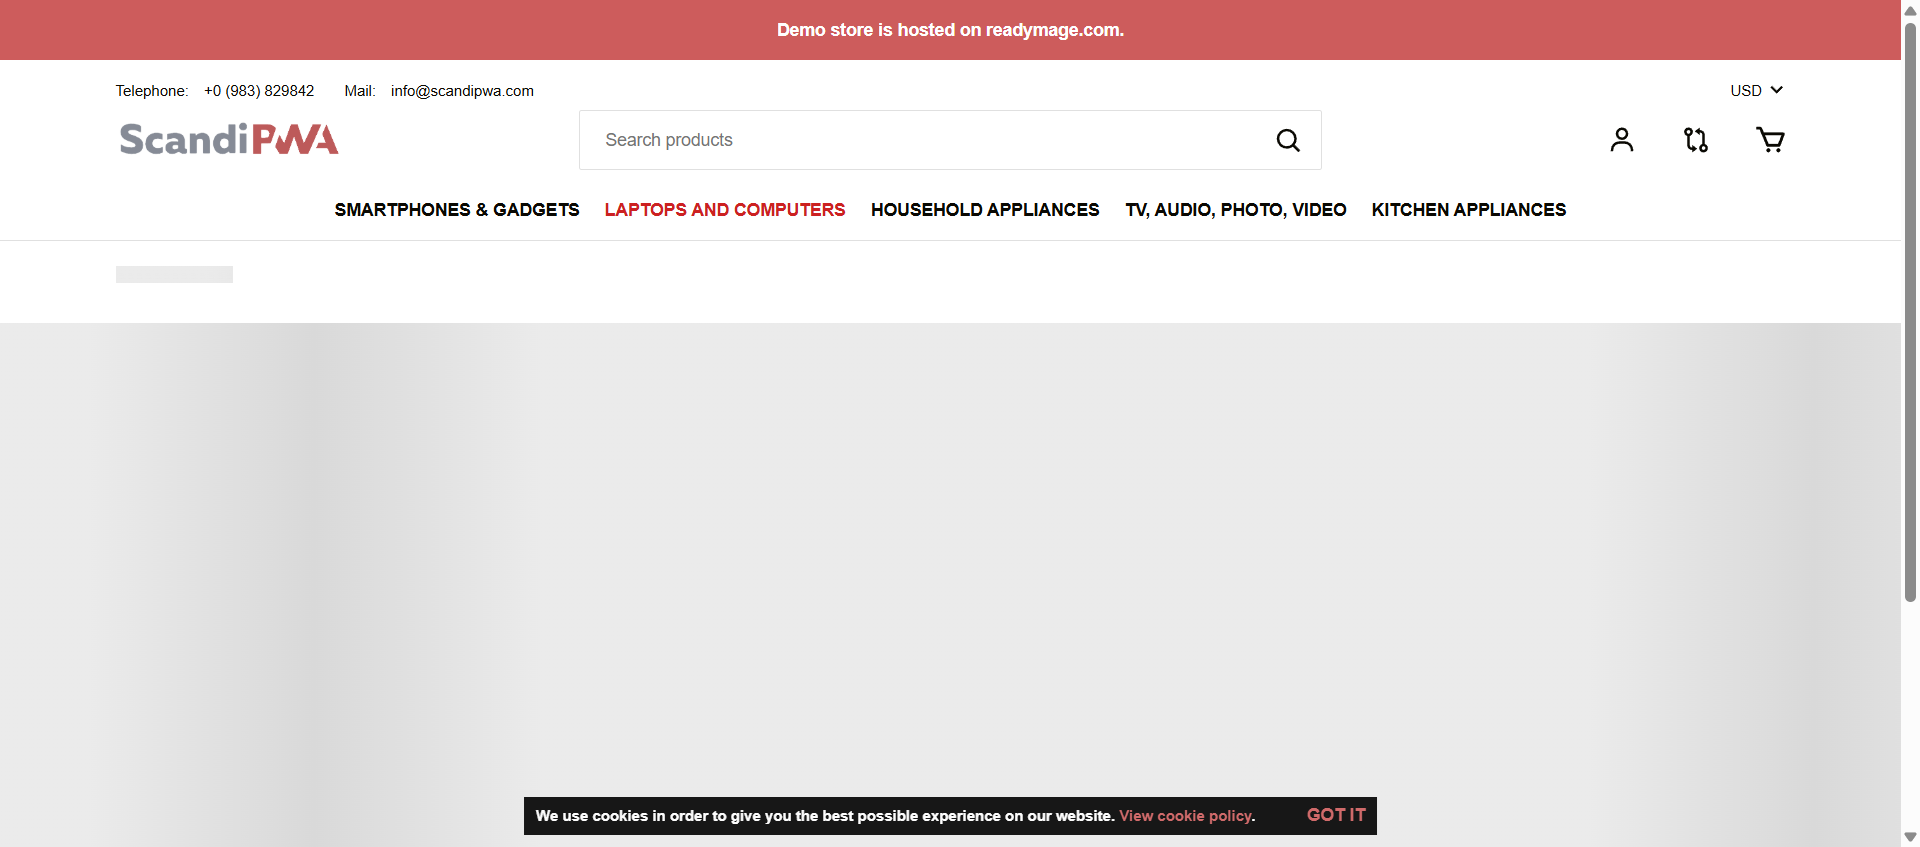 Demo store is hosted on readymage.com.
Telephone: +0 (983) 829842 Mail: info@scandipwa.com USD
ScandiPWA
Search products
SMARTPHONES & GADGETS LAPTOPS AND COMPUTERS HOUSEHOLD APPLIANCES TV, AUDIO, PHOTO, VIDEO KITCHEN APPLIANCES
We use cookies in order to give you the best possible experience on our website. View cookie policy. GOT IT